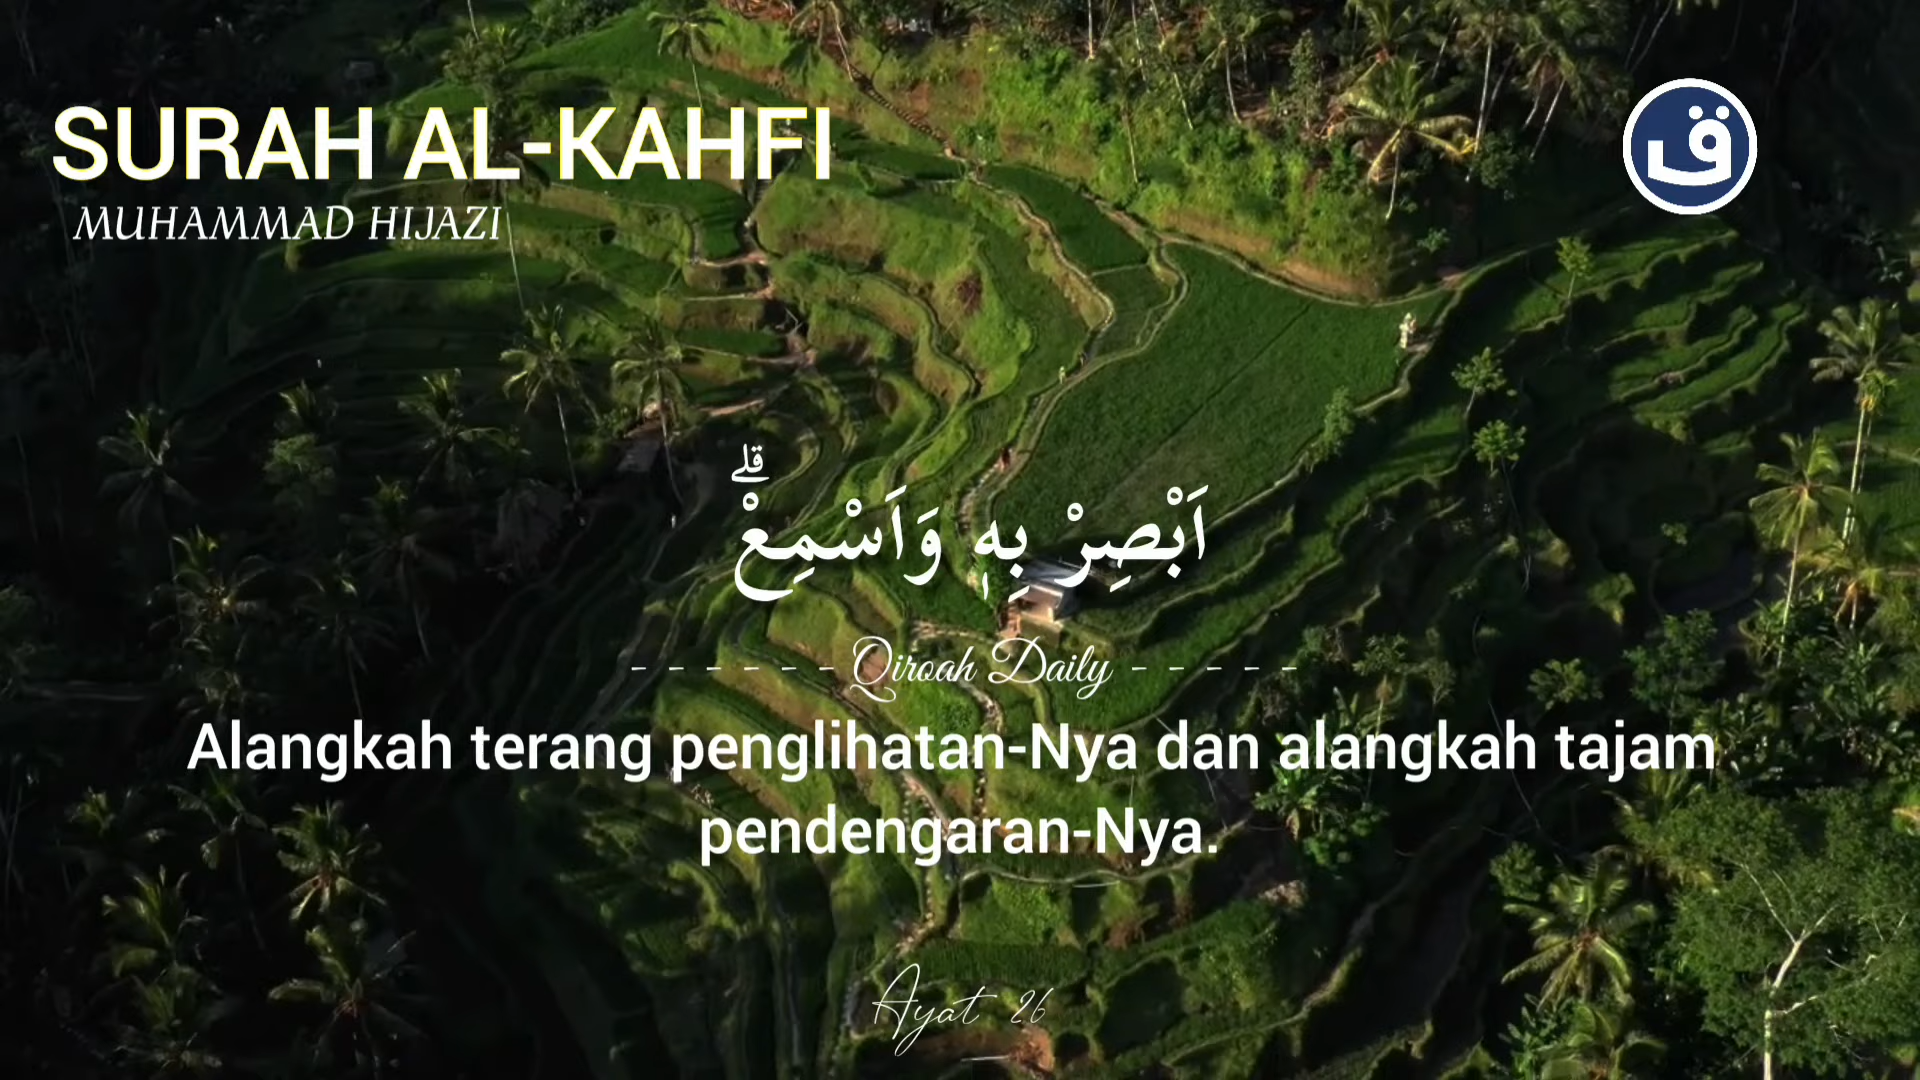 SURAH AL-KAHFI
MUHAMMAD HIJAZI
ق
اَبْصِرْ بِهٖ وَاَسْمِعْۗ
- - - - - - Qiroah Daily - - - - -
Alangkah terang penglihatan-Nya dan alangkah tajam
pendengaran-Nya.
Ayat 26